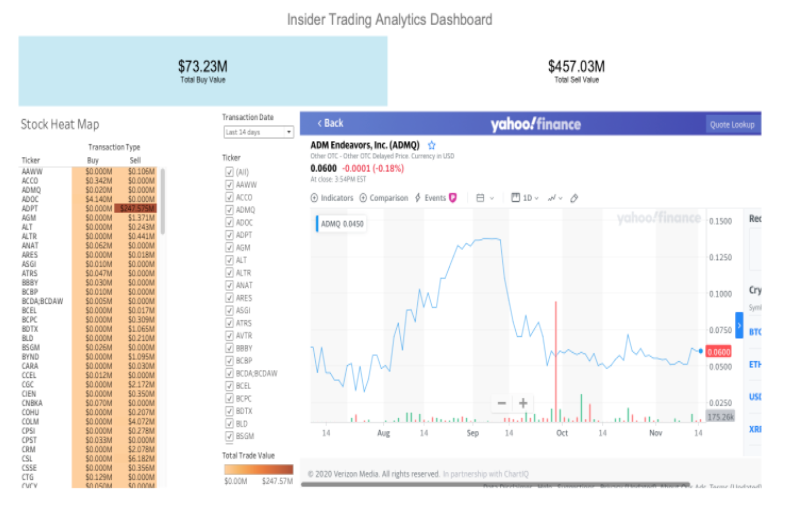 Insider Trading Analytics Dashboard
$73.23M
Total Buy Value
$457.03M
Total Sell Value
Stock Heat Map
Transaction Type
Ticker Buy Sell
AAWW $0.000M $0.106M
ACCO $0.342M $0.000M
ADMQ $0.020M $0.000M
ADOC $4.140M $0.000M
ADPT $0.000M $247.575M
AGM $0.000M $1.371M
ALT $0.000M $0.243M
ALTR $0.000M $0.441M
ANAT $0.062M $0.000M
ARES $0.000M $0.018M
ASGI $0.010M $0.000M
ATRS $0.047M $0.000M
BBBY $0.030M $0.000M
BCBP $0.010M $0.000M
BCDA;BCDAW $0.005M $0.000M
BCEL $0.000M $0.017M
BCPC $0.000M $0.309M
BDTX $0.000M $1.065M
BLD $0.000M $0.210M
BSGM $0.026M $0.000M
BYND $0.000M $1.095M
CARA $0.000M $0.030M
CCEL $0.012M $0.000M
CGC $0.000M $2.172M
CIEN $0.000M $0.350M
CNBKA $0.070M $0.000M
COHU $0.000M $0.207M
COLM $0.000M $4.072M
CPSI $0.000M $0.278M
CPST $0.033M $0.000M
CRM $0.000M $2.078M
CSL $0.000M $6.182M
CSSE $0.000M $0.356M
CTG $0.129M $0.000M
CVCY $0.050M $0.000M
Transaction Date
Last 14 days
Ticker
(All)
AAWW
ACCO
ADMQ
ADOC
ADPT
AGM
ALT
ALTR
ANAT
ARES
ASGI
ATRS
AVTR
BBBY
BCBP
BCDA;BCDAW
BCEL
BCPC
BDTX
BLD
BSGM
Total Trade Value
$0.00M $247.57M
< Back
yahoo!finance
Quote Lookup
ADM Endeavors, Inc. (ADMQ)
Other OTC - Other OTC Delayed Price. Currency in USD
0.0600 -0.0001 (-0.18%)
At close: 3:54PM EST
Indicators Comparison Events 1D
ADMQ 0.0450
yahoo!finance
0.1500
0.1250
0.1000
0.0750
0.0600
0.0500
0.0250
175.26k
14 Aug 14 Sep 14 Oct 14 Nov 14
Rec
Cry
Symb
BTC
ETH
USD
XRP
© 2020 Verizon Media. All rights reserved. In partnership with ChartIQ